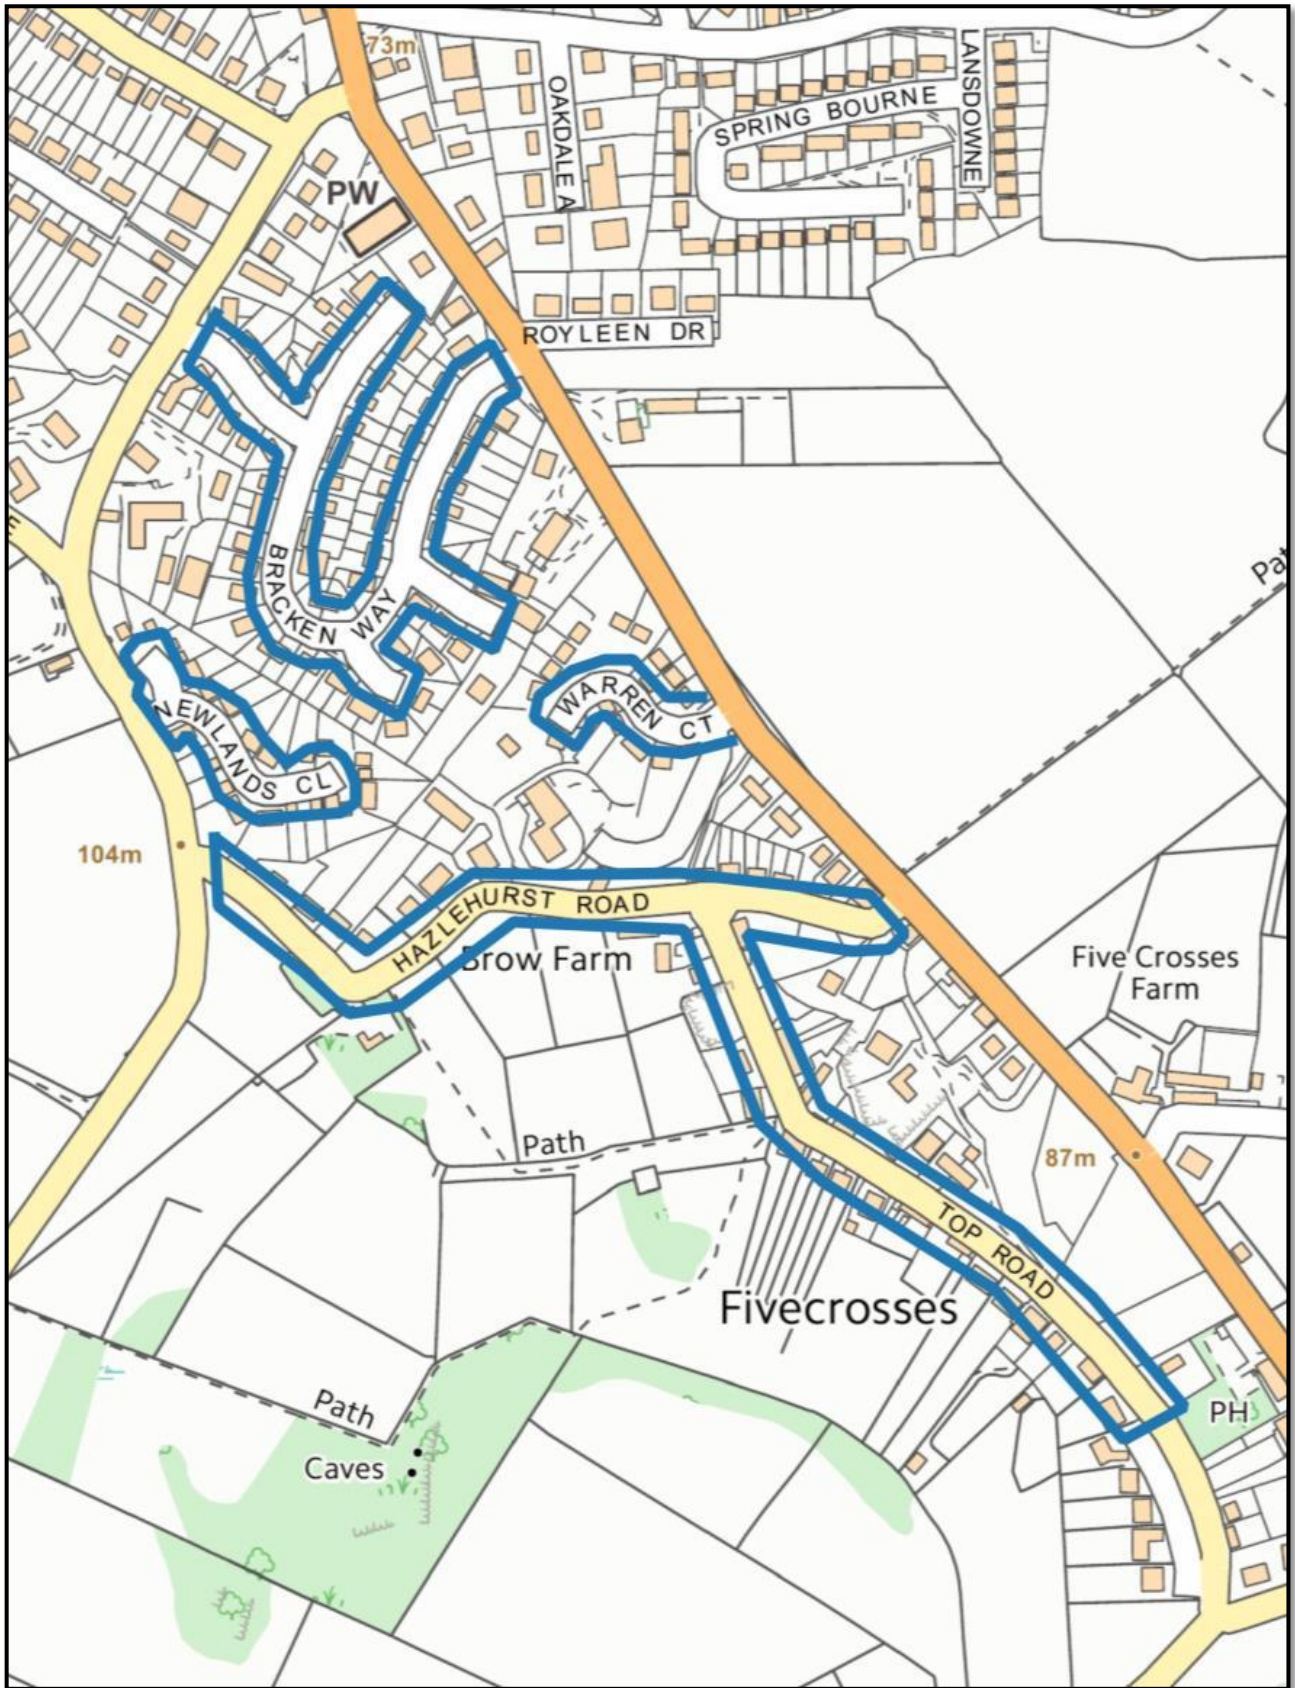 73m
OAKDALE A
SPRING BOURNE
LANSDOWNE
PW
ROYLEEN DR
E
BRACKEN WAY
Pat
NEWLANDS CL
WARREN CT
104m
HAZLEHURST ROAD
Brow Farm
Five Crosses
Farm
Path
87m
TOP ROAD
Fivecrosses
Path
Caves
PH